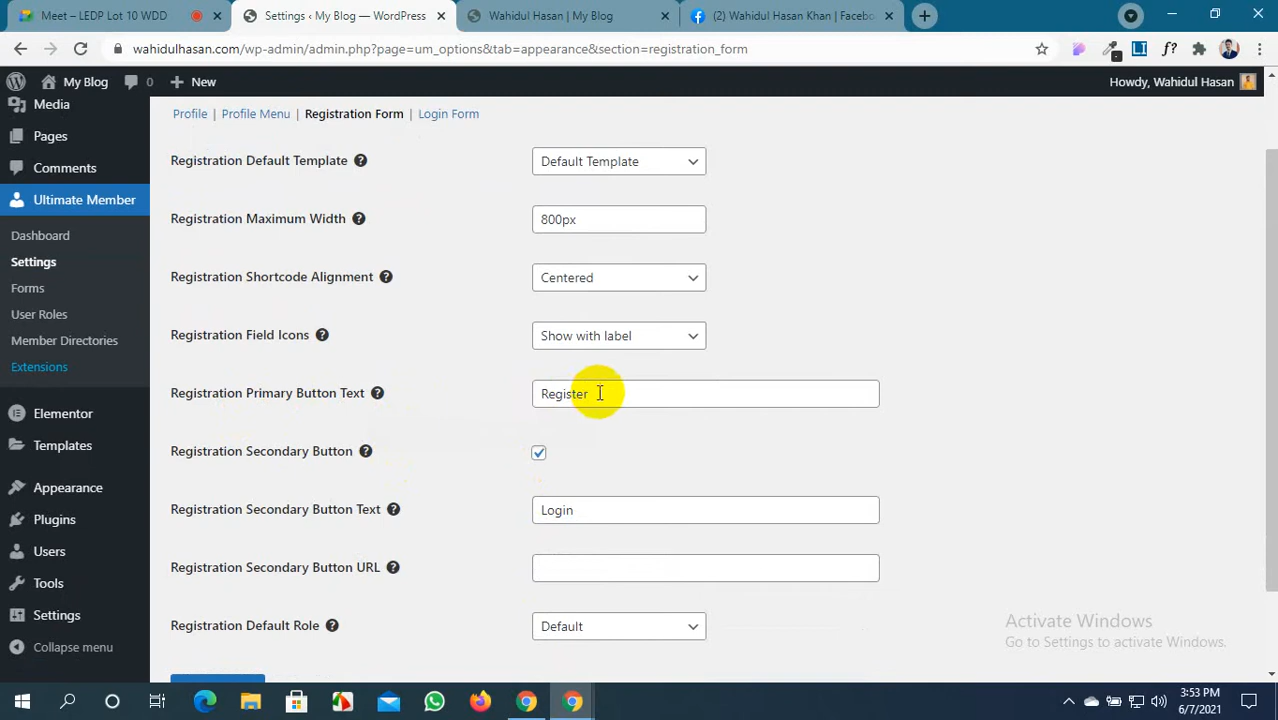 Meet – LEDP Lot 10 WDD
Settings ‹ My Blog — WordPress
Wahidul Hasan | My Blog
(2) Wahidul Hasan Khan | Facebo
wahidulhasan.com/wp-admin/admin.php?page=um_options&tab=appearance&section=registration_form
My Blog
0
New
Howdy, Wahidul Hasan
Media
Pages
Comments
Ultimate Member
Dashboard
Settings
Forms
User Roles
Member Directories
Extensions
Elementor
Templates
Appearance
Plugins
Users
Tools
Settings
Collapse menu
Profile | Profile Menu | Registration Form | Login Form
Registration Default Template
Default Template
Registration Maximum Width
800px
Registration Shortcode Alignment
Centered
Registration Field Icons
Show with label
Registration Primary Button Text
Register
Registration Secondary Button
Registration Secondary Button Text
Login
Registration Secondary Button URL
Registration Default Role
Default
Activate Windows
Go to Settings to activate Windows.
3:53 PM
6/7/2021